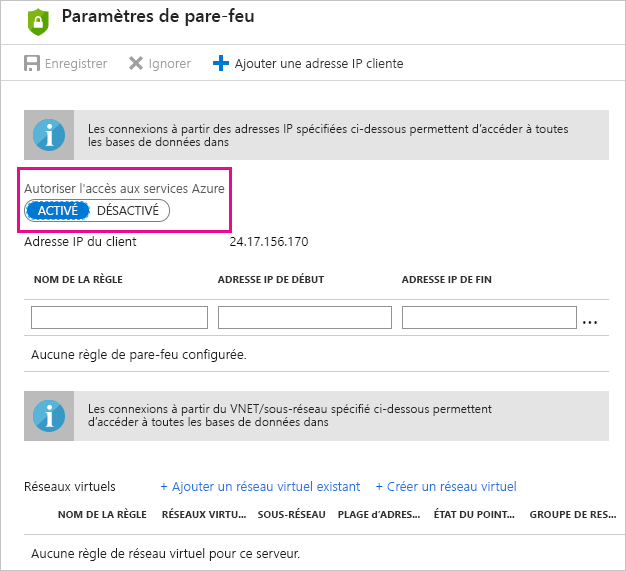 Paramètres de pare-feu
Enregistrer Ignorer Ajouter une adresse IP cliente
Les connexions à partir des adresses IP spécifiées ci-dessous permettent d'accéder à toutes
les bases de données dans
Autoriser l'accès aux services Azure
ACTIVÉ DÉSACTIVÉ
Adresse IP du client 24.17.156.170
NOM DE LA RÈGLE ADRESSE IP DE DÉBUT ADRESSE IP DE FIN
...
Aucune règle de pare-feu configurée.
Les connexions à partir du VNET/sous-réseau spécifié ci-dessous permettent
d'accéder à toutes les bases de données dans
Réseaux virtuels + Ajouter un réseau virtuel existant + Créer un réseau virtuel
NOM DE LA RÈGLE RÉSEAUX VIRTU... SOUS-RÉSEAU PLAGE d'ADRES... ÉTAT DU POINT... GROUPE DE RES...
Aucune règle de réseau virtuel pour ce serveur.